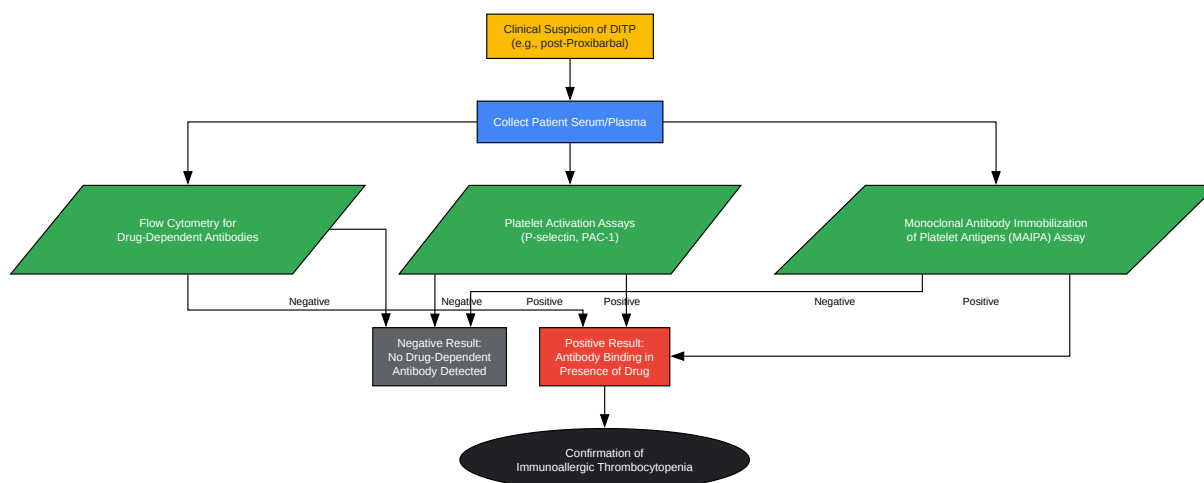 Clinical Suspicion of DITP
(e.g., post-Proxibarbal)
Collect Patient Serum/Plasma
Flow Cytometry for
Drug-Dependent Antibodies
Platelet Activation Assays
(P-selectin, PAC-1)
Monoclonal Antibody Immobilization
of Platelet Antigens (MAIPA) Assay
Negative
Negative
Positive
Positive
Negative
Positive
Negative Result:
No Drug-Dependent
Antibody Detected
Positive Result:
Antibody Binding in
Presence of Drug
Confirmation of
Immunoallergic Thrombocytopenia